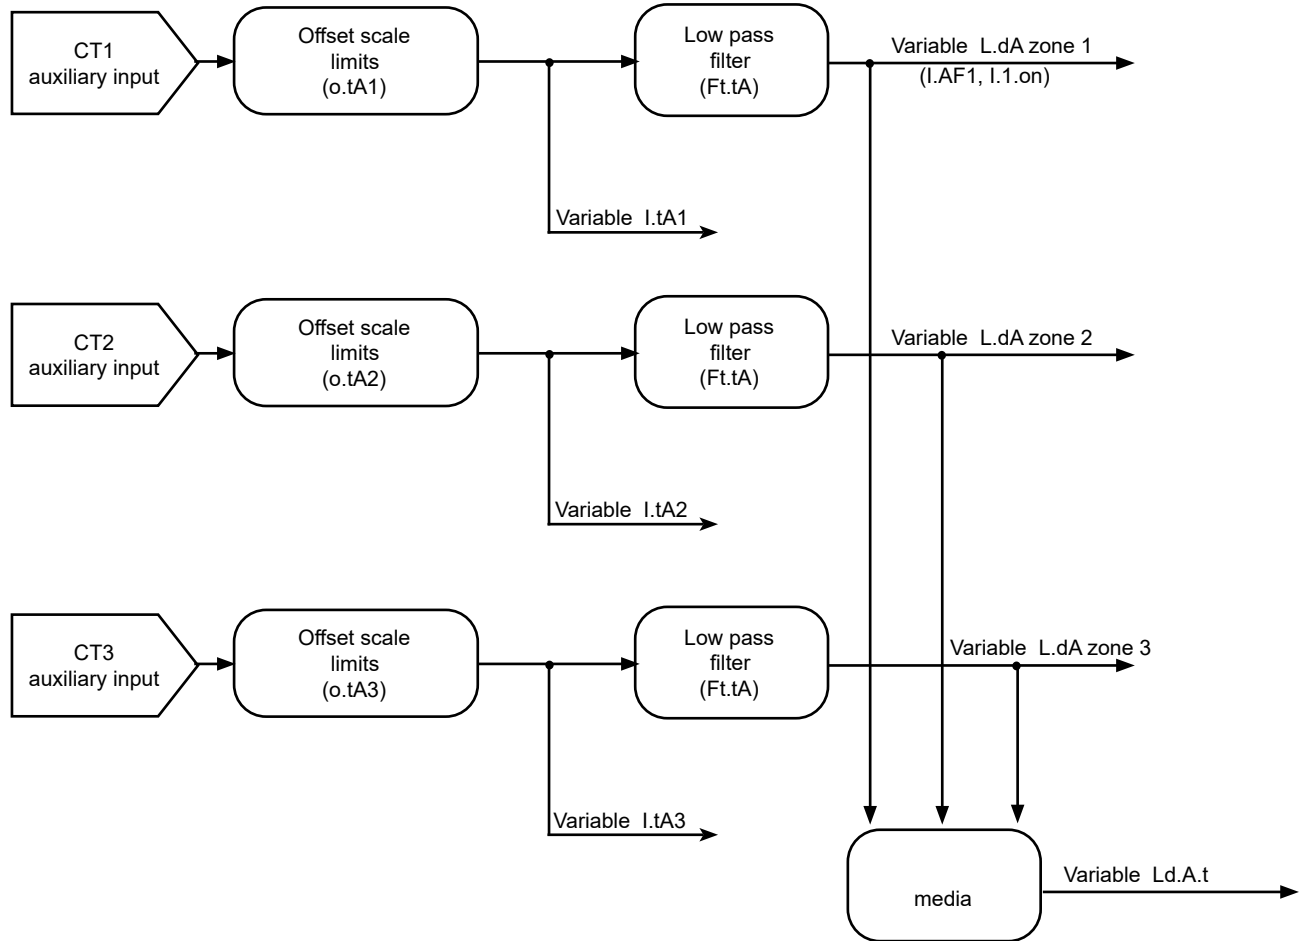 CT1
auxiliary input
Offset scale
limits
(o.tA1)
Low pass
filter
(Ft.tA)
Variable L.dA zone 1
(I.AF1, I.1.on)
Variable I.tA1
CT2
auxiliary input
Offset scale
limits
(o.tA2)
Low pass
filter
(Ft.tA)
Variable L.dA zone 2
Variable I.tA2
CT3
auxiliary input
Offset scale
limits
(o.tA3)
Low pass
filter
(Ft.tA)
Variable L.dA zone 3
Variable I.tA3
media
Variable Ld.A.t